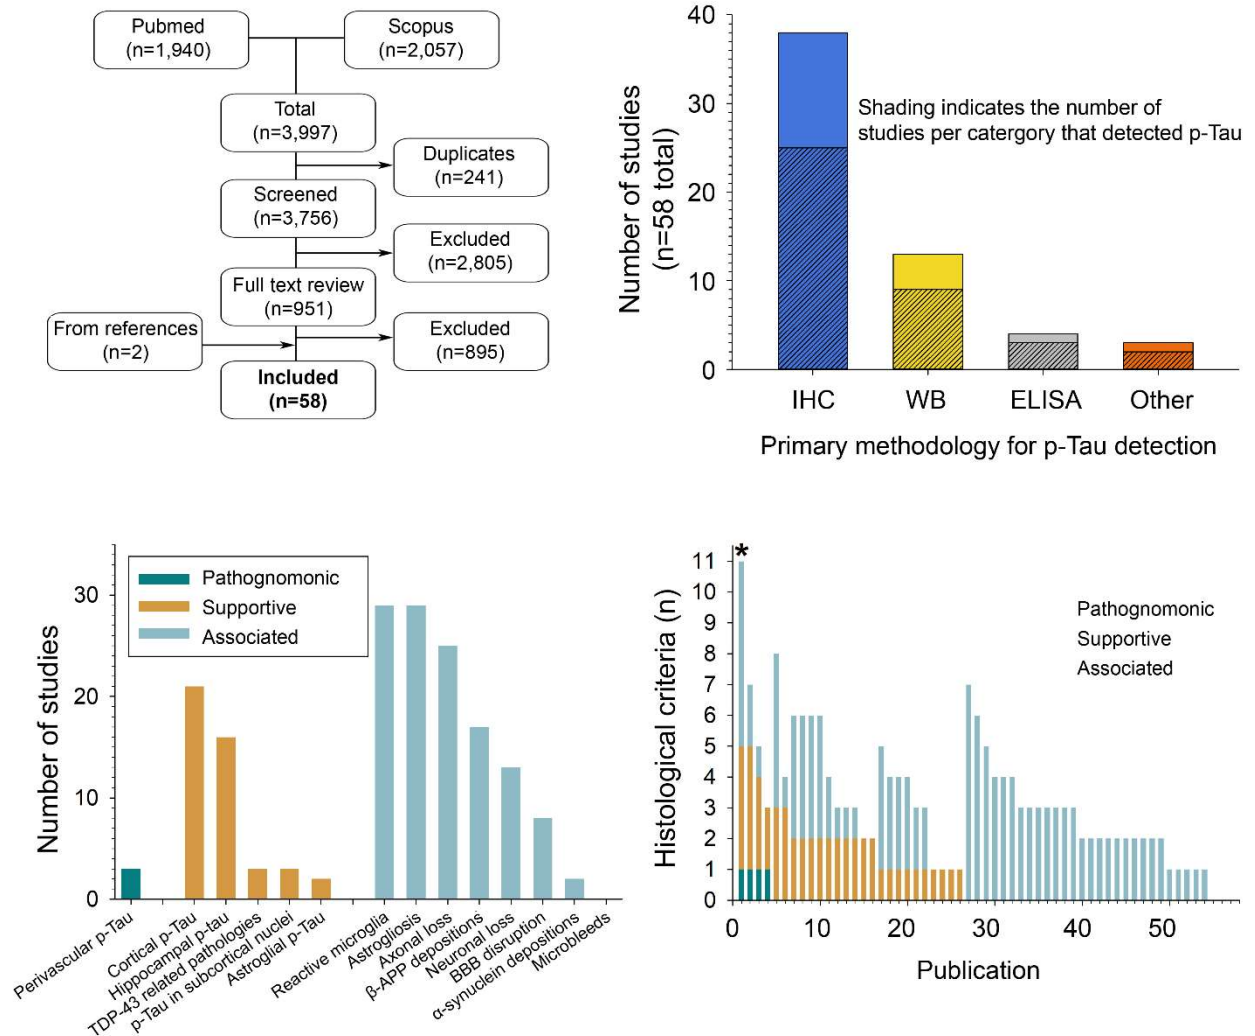 Pubmed
(n=1,940)
Scopus
(n=2,057)
Total
(n=3,997)
Duplicates
(n=241)
Screened
(n=3,756)
Excluded
(n=2,805)
Full text review
(n=951)
From references
(n=2)
Excluded
(n=895)
Included
(n=58)
Number of studies
(n=58 total)
40
30
20
10
0
Shading indicates the number of
studies per catergory that detected p-Tau
IHC
WB
ELISA
Other
Primary methodology for p-Tau detection
Number of studies
30
20
10
0
Pathognomonic
Supportive
Associated
Perivascular p-Tau
Cortical p-Tau
Hippocampal p-tau
TDP-43 related pathologies
p-Tau in subcortical nuclei
Astroglial p-Tau
Reactive microglia
Astrogliosis
Axonal loss
β-APP depositions
Neuronal loss
BBB disruption
α-synuclein depositions
Microbleeds
Histological criteria (n)
11
10
9
8
7
6
5
4
3
2
1
0
*
Pathognomonic
Supportive
Associated
0
10
20
30
40
50
Publication